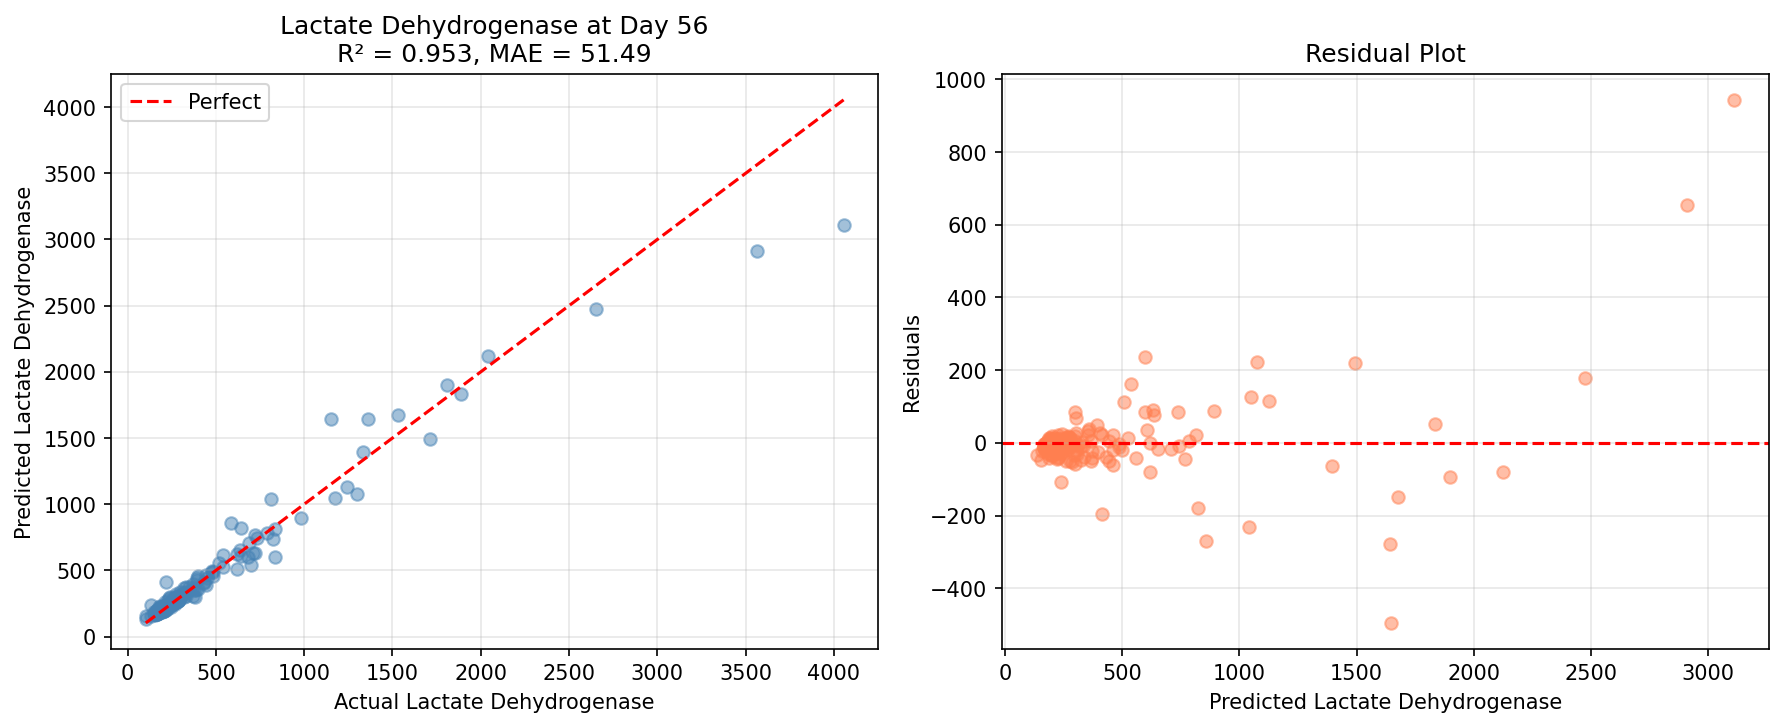 Lactate Dehydrogenase at Day 56
R² = 0.953, MAE = 51.49
Perfect
4000
3500
3000
2500
2000
1500
1000
500
0
Predicted Lactate Dehydrogenase
0 500 1000 1500 2000 2500 3000 3500 4000
Actual Lactate Dehydrogenase
Residual Plot
1000
800
600
400
200
0
−200
−400
Residuals
0 500 1000 1500 2000 2500 3000
Predicted Lactate Dehydrogenase